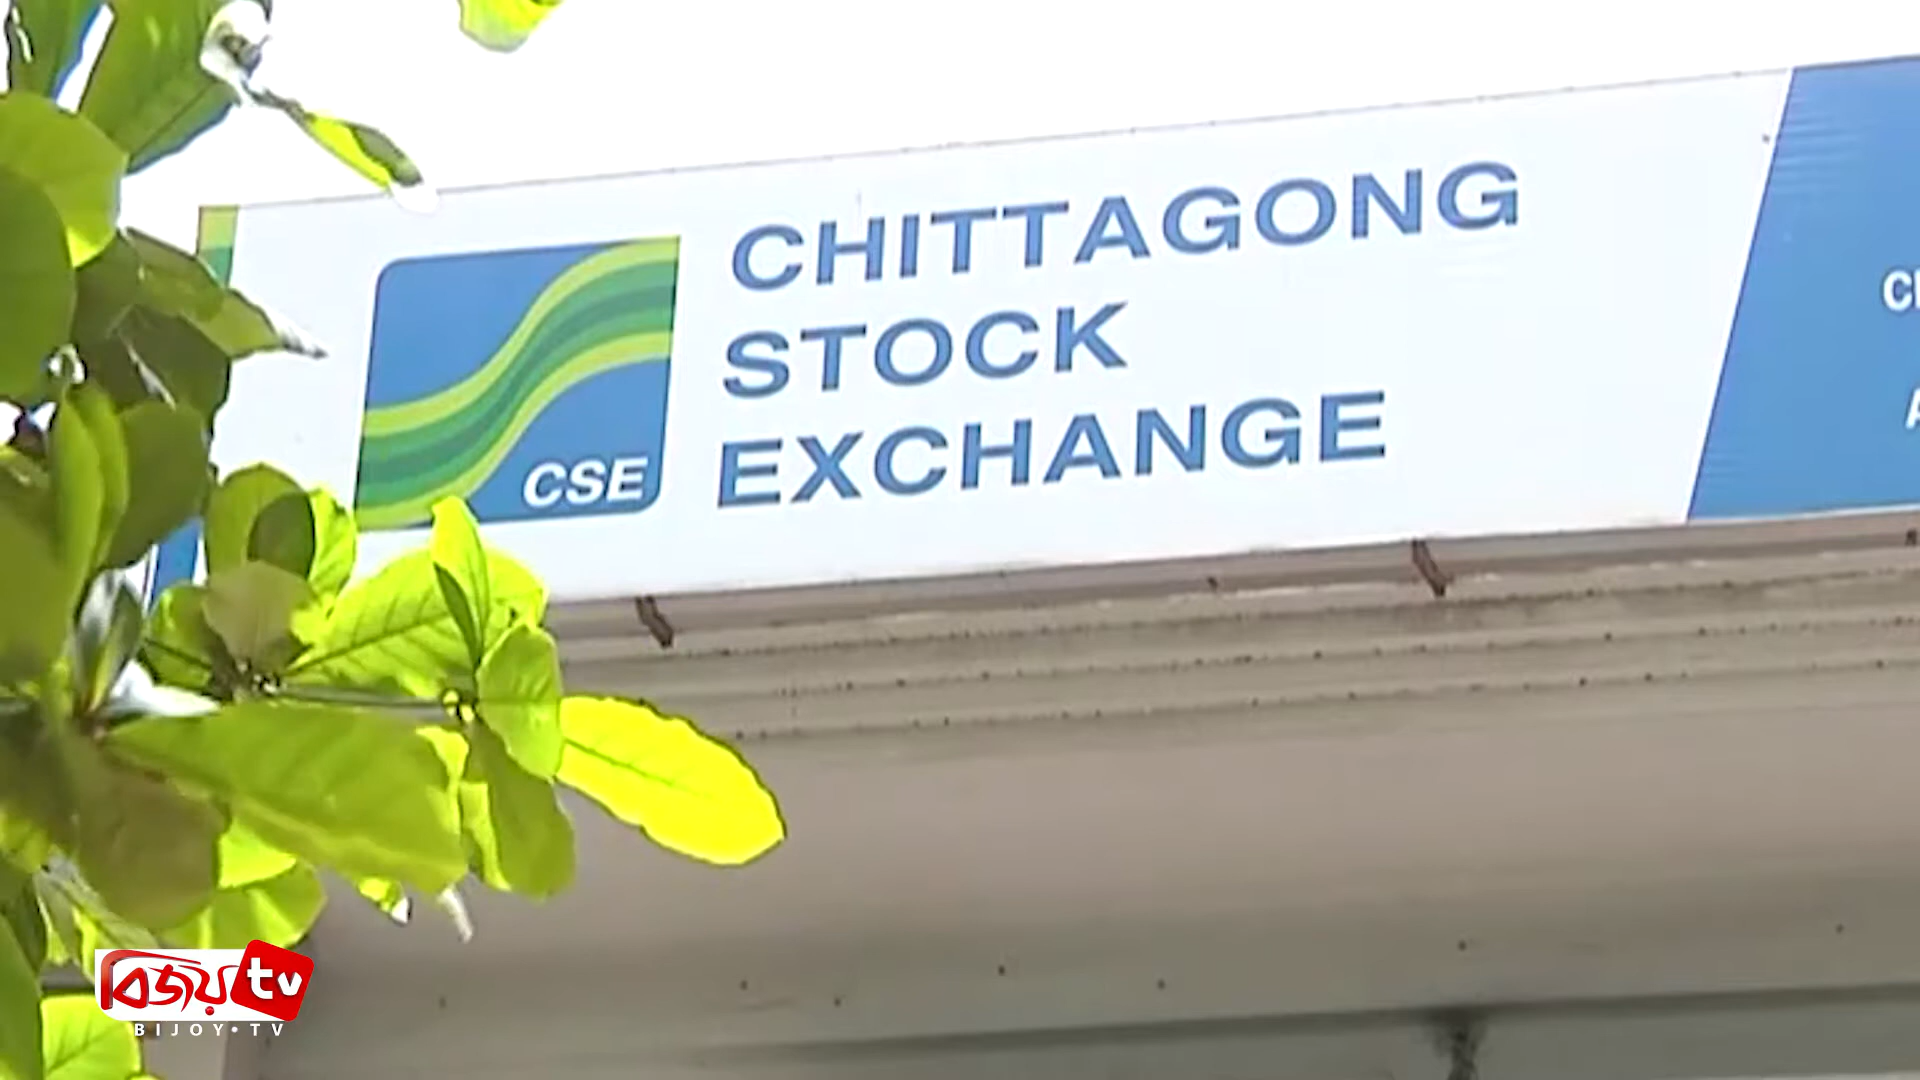 CHITTAGONG
STOCK
EXCHANGE
CSE
বিজয় tv
BIJOY•TV